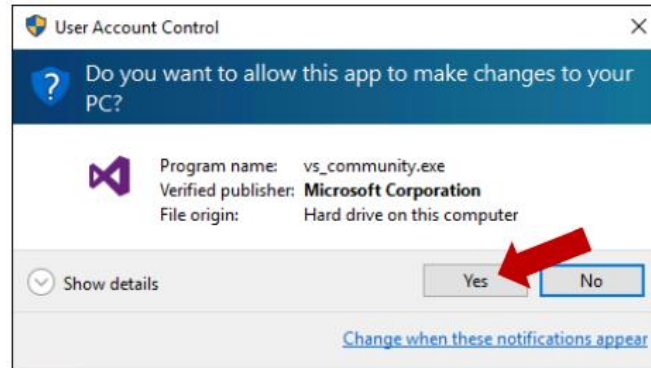 User Account Control
Do you want to allow this app to make changes to your
PC?
Program name: vs_community.exe
Verified publisher: Microsoft Corporation
File origin: Hard drive on this computer
Show details
Yes
No
Change when these notifications appear